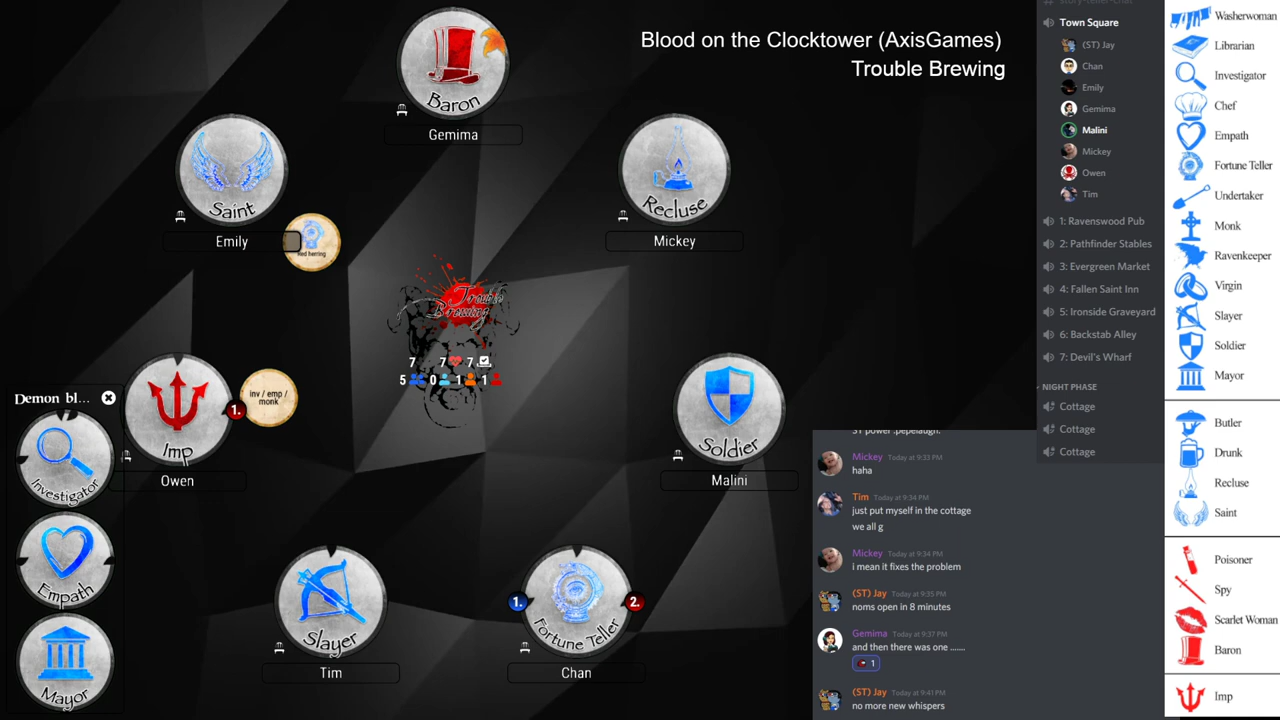 Blood on the Clocktower (AxisGames)
Trouble Brewing
Baron
Gemima
Saint
Emily
Red herring
Recluse
Mickey
Trouble
Brewing
7 7 7
5 0 1 1
Demon bl...
Investigator
Empath
Mayor
Imp
1.
inv / emp /
monk
Owen
Soldier
Malini
Slayer
Tim
1.
Fortune Teller
2.
Chan
Mickey Today at 9:33 PM
haha
Tim Today at 9:34 PM
just put myself in the cottage
we all g
Mickey Today at 9:34 PM
i mean it fixes the problem
(ST) Jay Today at 9:35 PM
noms open in 8 minutes
Gemima Today at 9:37 PM
and then there was one .......
1
(ST) Jay Today at 9:41 PM
no more new whispers
Town Square
(ST) Jay
Chan
Emily
Gemima
Malini
Mickey
Owen
Tim
1: Ravenswood Pub
2: Pathfinder Stables
3: Evergreen Market
4: Fallen Saint Inn
5: Ironside Graveyard
6: Backstab Alley
7: Devil's Wharf
NIGHT PHASE
Cottage
Cottage
Cottage
Washerwoman
Librarian
Investigator
Chef
Empath
Fortune Teller
Undertaker
Monk
Ravenkeeper
Virgin
Slayer
Soldier
Mayor
Butler
Drunk
Recluse
Saint
Poisoner
Spy
Scarlet Woman
Baron
Imp